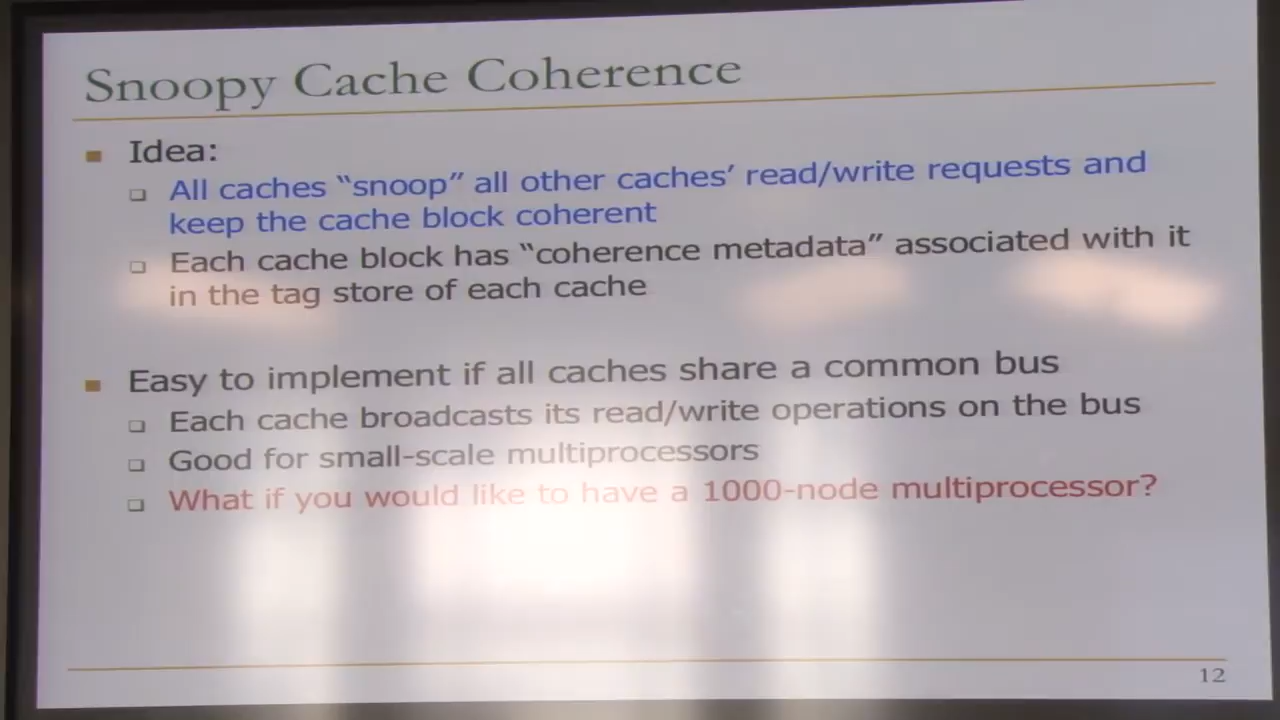 Snoopy Cache Coherence
Idea:
All caches “snoop” all other caches’ read/write requests and
keep the cache block coherent
Each cache block has “coherence metadata” associated with it
in the tag store of each cache
Easy to implement if all caches share a common bus
Each cache broadcasts its read/write operations on the bus
Good for small-scale multiprocessors
What if you would like to have a 1000-node multiprocessor?
12